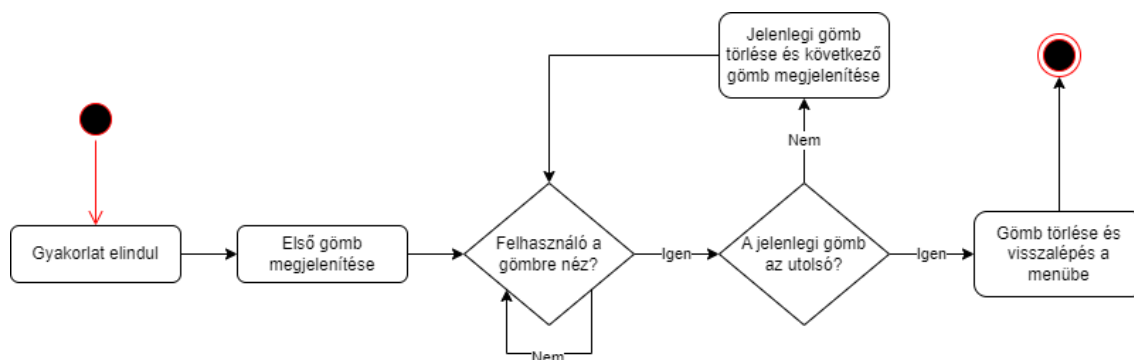 Gyakorlat elindul
Első gömb
megjelenítése
Felhasználó a
gömbre néz?
Nem
Igen
A jelenlegi gömb
az utolsó?
Nem
Jelenlegi gömb
törlése és következő
gömb megjelenítése
Igen
Gömb törlése és
visszalépés a
menübe